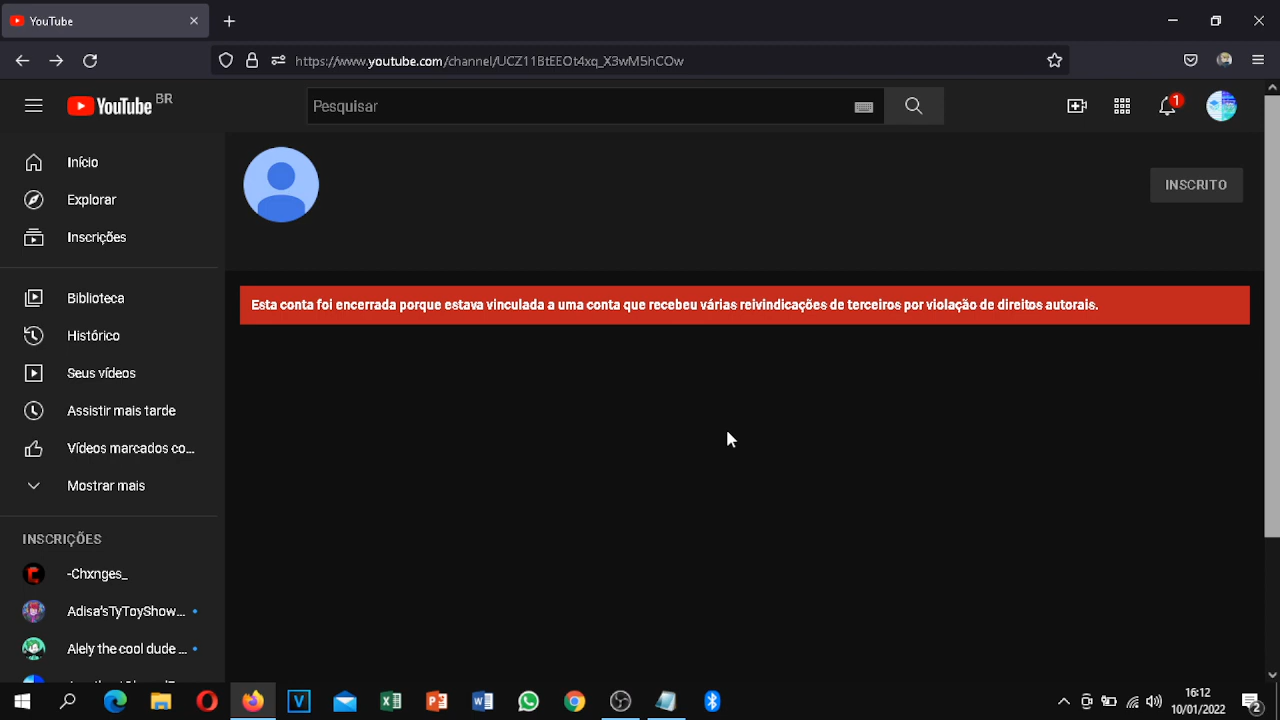 YouTube
https://www.youtube.com/channel/UCZ11BtEEOt4xq_X3wM5hCOw
YouTube BR
Pesquisar
1
Início
Explorar
Inscrições
Biblioteca
Histórico
Seus vídeos
Assistir mais tarde
Vídeos marcados co...
Mostrar mais
INSCRIÇÕES
-Chxnges_
Adisa'sTyToyShow...
Alely the cool dude ...
INSCRITO
Esta conta foi encerrada porque estava vinculada a uma conta que recebeu várias reivindicações de terceiros por violação de direitos autorais.
16:12
10/01/2022
2